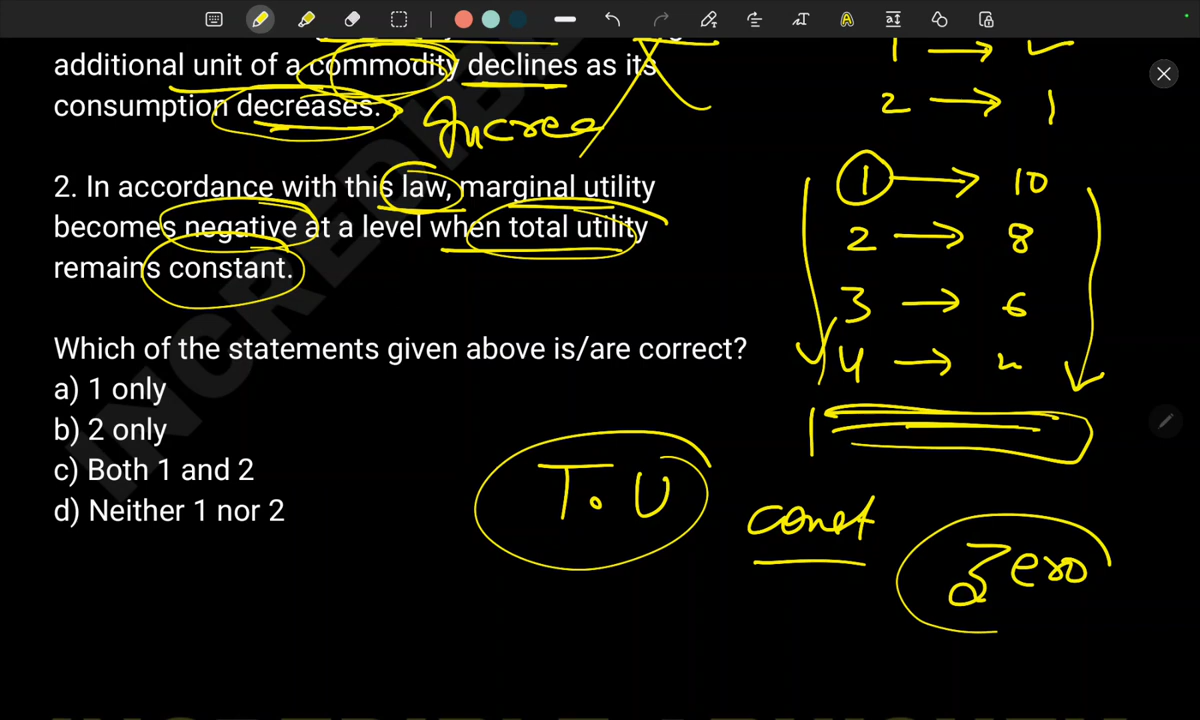 additional unit of a commodity declines as its
consumption decreases.
Increa
2. In accordance with this law, marginal utility
becomes negative at a level when total utility
remains constant.
Which of the statements given above is/are correct?
a) 1 only
b) 2 only
c) Both 1 and 2
d) Neither 1 nor 2
1 →
2 → 1
1 → 10
2 → 8
3 → 6
4 →
T.U
const
Zero
INCREDIB